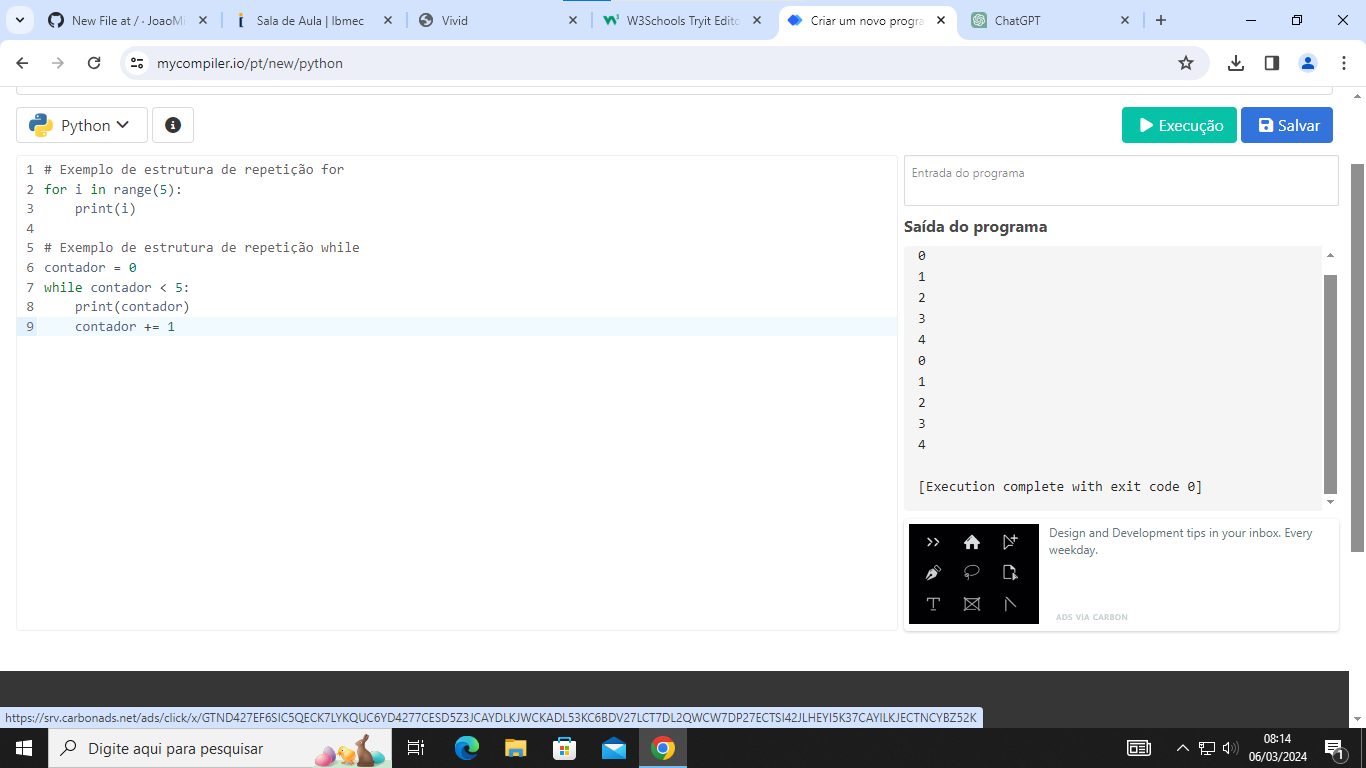 New File at / · JoaoMi
Sala de Aula | Ibmec
Vivid
W3Schools Tryit Edito
Criar um novo progra
ChatGPT
mycompiler.io/pt/new/python
Python
Execução
Salvar
1 # Exemplo de estrutura de repetição for
2 for i in range(5):
3     print(i)
4
5 # Exemplo de estrutura de repetição while
6 contador = 0
7 while contador < 5:
8     print(contador)
9     contador += 1
Entrada do programa
Saída do programa
0
1
2
3
4
0
1
2
3
4
[Execution complete with exit code 0]
Design and Development tips in your inbox. Every
weekday.
ADS VIA CARBON
https://srv.carbonads.net/ads/click/x/GTND427EF6SIC5QECK7LYKQUC6YD4277CESD5Z3JCAYDLKJWCKADL53KC6BDV27LCT7DL2QWCW7DP27ECTSI42JLHEYI5K37CAYILKJECTNCYBZ52K
Digite aqui para pesquisar
08:14
06/03/2024
1